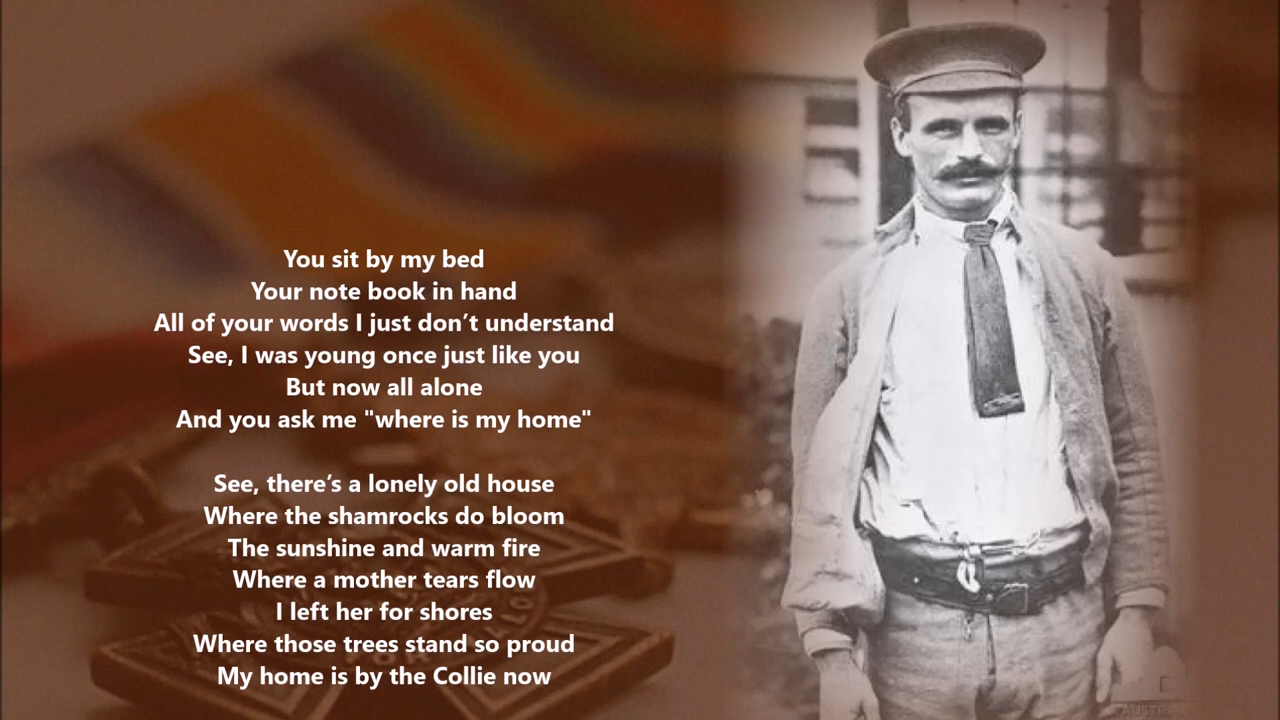 You sit by my bed
Your note book in hand
All of your words I just don’t understand
See, I was young once just like you
But now all alone
And you ask me "where is my home"
See, there’s a lonely old house
Where the shamrocks do bloom
The sunshine and warm fire
Where a mother tears flow
I left her for shores
Where those trees stand so proud
My home is by the Collie now